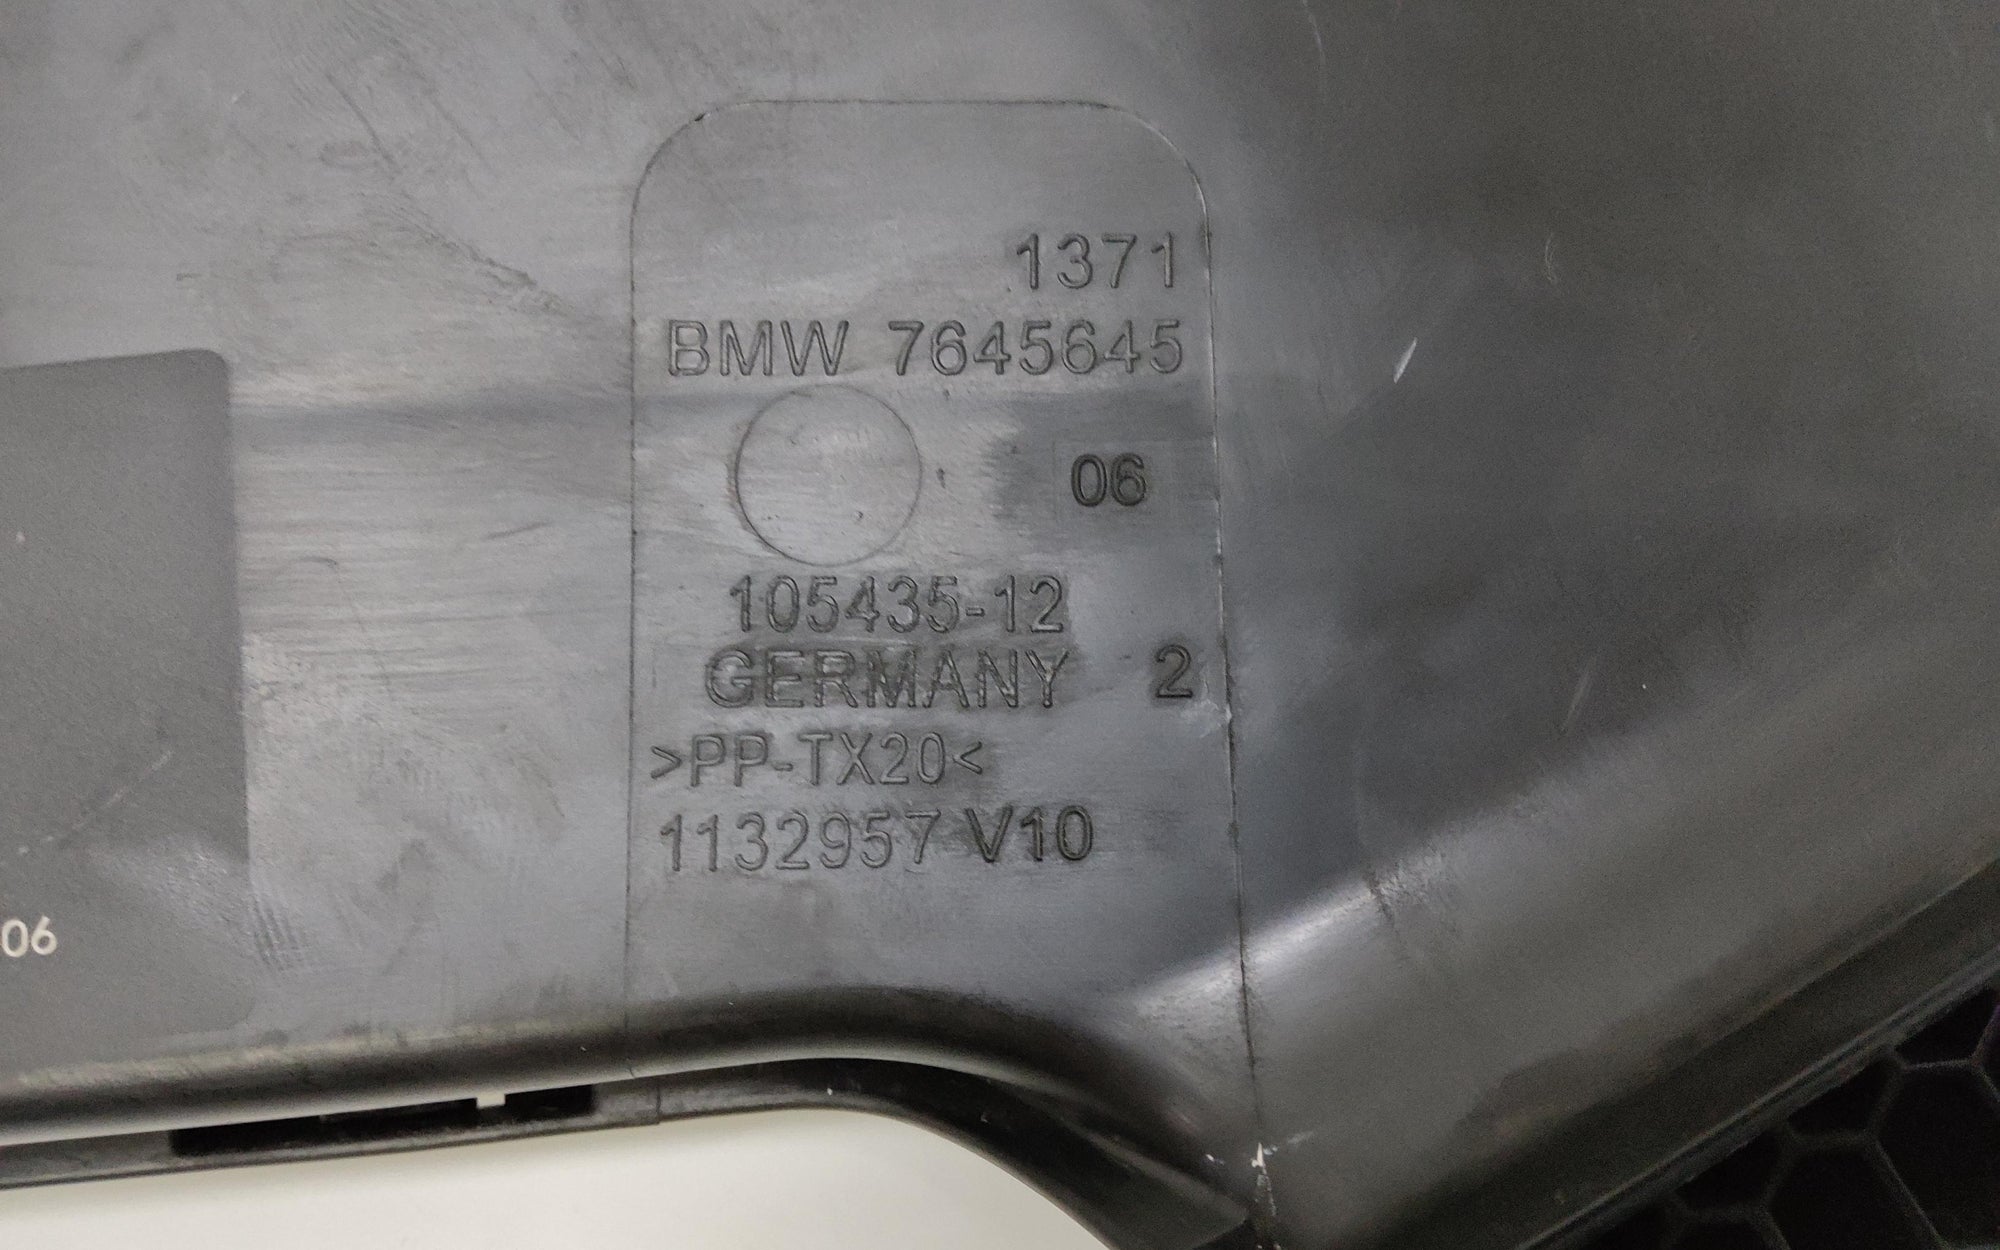 1371
BMW 7645645
06
105435-12
GERMANY 2
>PP-TX20<
1132957 V10
06